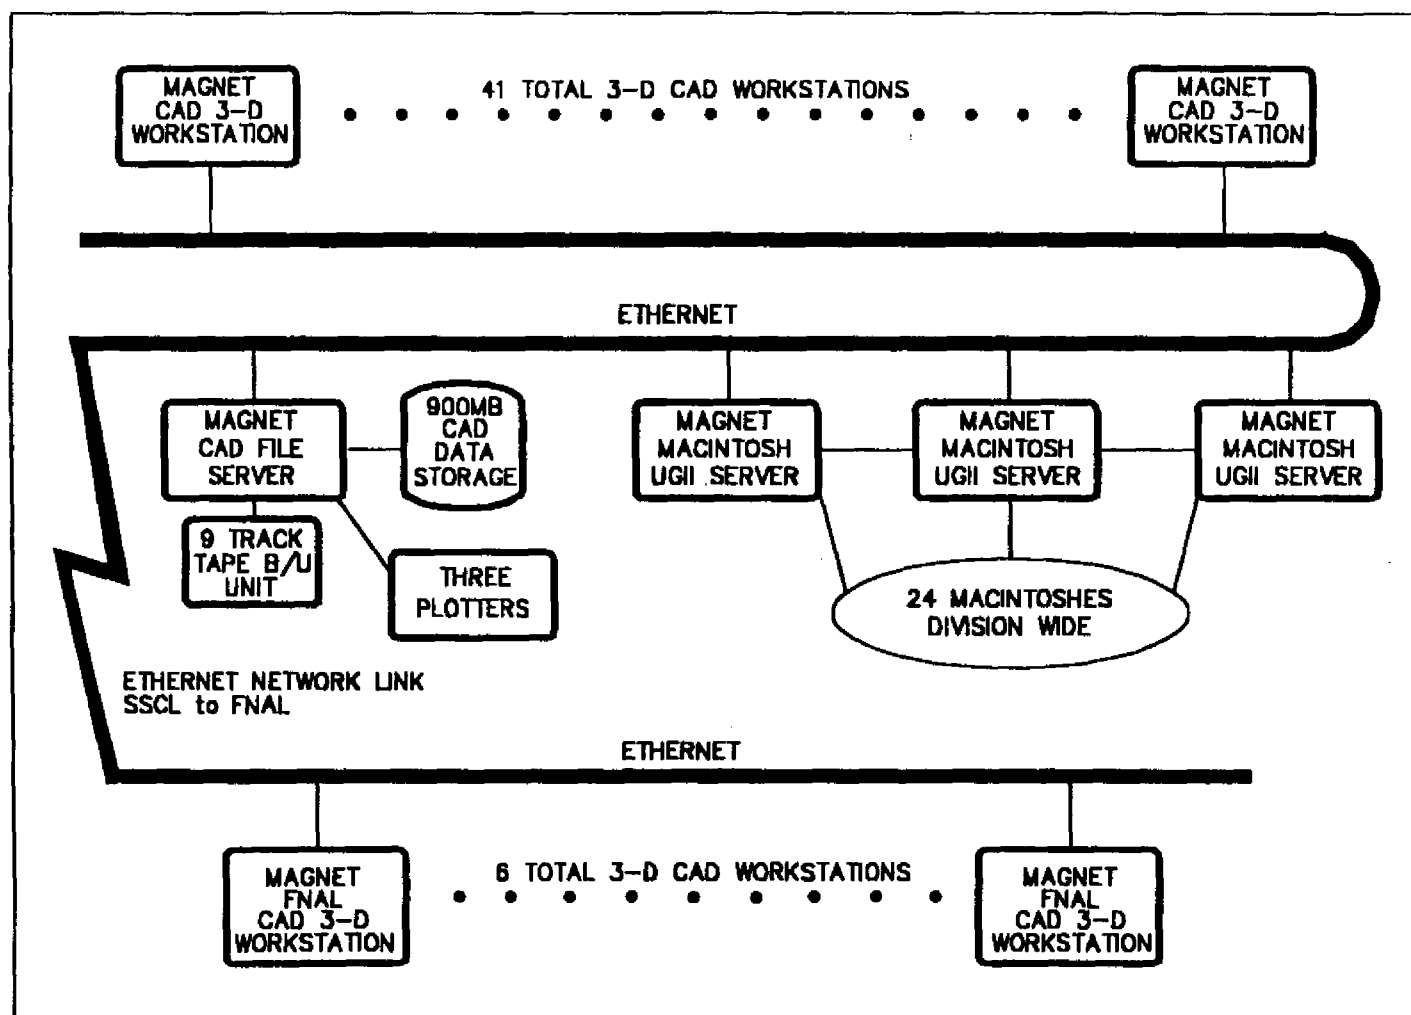 MAGNET
CAD 3-D
WORKSTATION
41 TOTAL 3-D CAD WORKSTATIONS
MAGNET
CAD 3-D
WORKSTATION
ETHERNET
MAGNET
CAD FILE
SERVER
900MB
CAD
DATA
STORAGE
MAGNET
MACINTOSH
UGII SERVER
MAGNET
MACINTOSH
UGII SERVER
MAGNET
MACINTOSH
UGII SERVER
9 TRACK
TAPE B/U
UNIT
THREE
PLOTTERS
24 MACINTOSHES
DIVISION WIDE
ETHERNET NETWORK LINK
SSCL to FNAL
ETHERNET
MAGNET
FNAL
CAD 3-D
WORKSTATION
6 TOTAL 3-D CAD WORKSTATIONS
MAGNET
FNAL
CAD 3-D
WORKSTATION